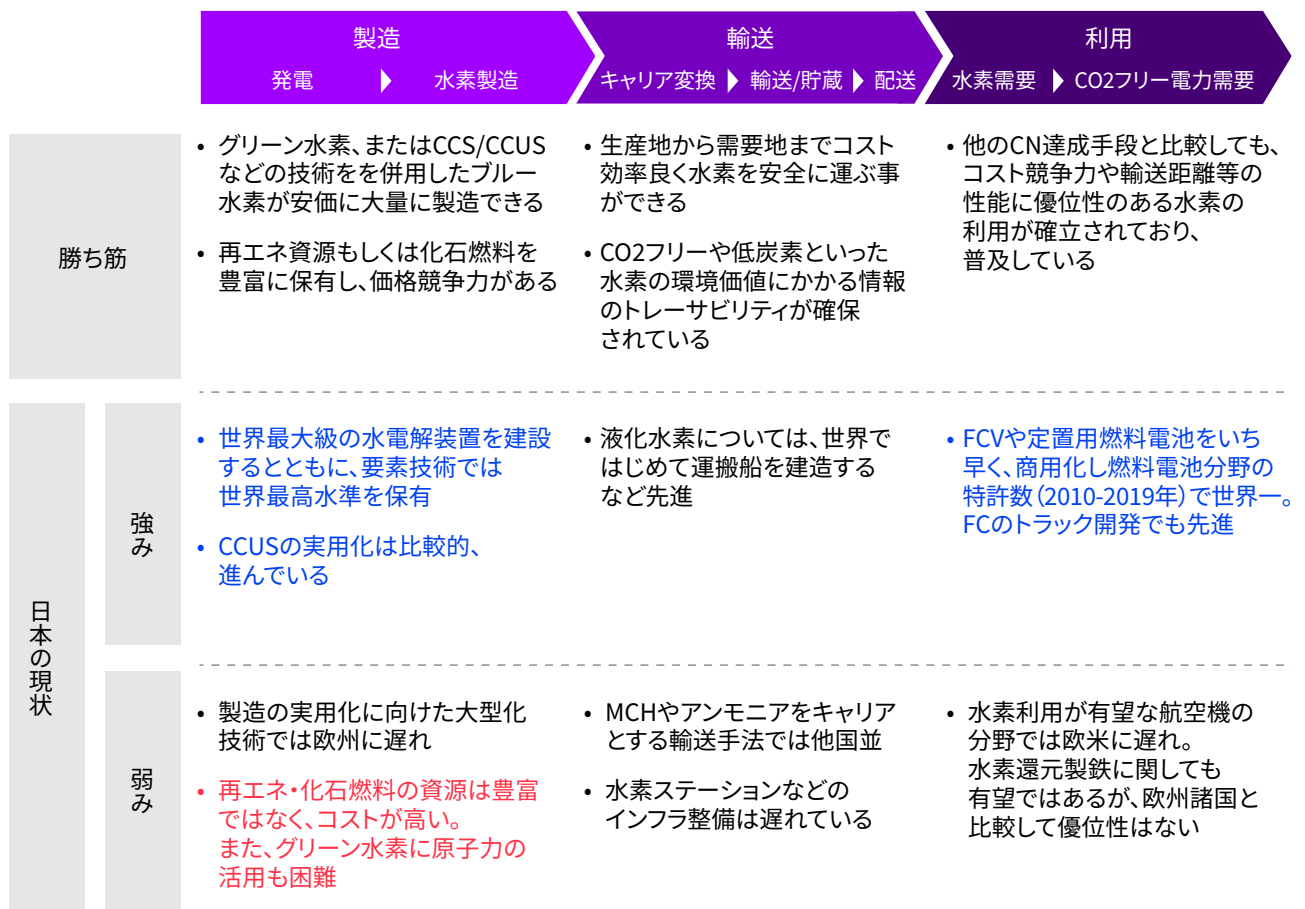 製造
輸送
利用
発電
水素製造
キャリア変換
輸送/貯蔵
配送
水素需要
CO2フリー電力需要
勝ち筋
• グリーン水素、またはCCS/CCUS
などの技術をを併用したブルー
水素が安価に大量に製造できる
• 再エネ資源もしくは化石燃料を
豊富に保有し、価格競争力がある
• 生産地から需要地までコスト
効率良く水素を安全に運ぶ事
ができる
• CO2フリーや低炭素といった
水素の環境価値にかかる情報
のトレーサビリティが確保
されている
• 他のCN達成手段と比較しても、
コスト競争力や輸送距離等の
性能に優位性のある水素の
利用が確立されており、
普及している
日本の現状
強み
• 世界最大級の水電解装置を建設
するとともに、要素技術では
世界最高水準を保有
• CCUSの実用化は比較的、
進んでいる
• 液化水素については、世界で
はじめて運搬船を建造する
など先進
• FCVや定置用燃料電池をいち
早く、商用化し燃料電池分野の
特許数（2010-2019年）で世界一。
FCのトラック開発でも先進
弱み
• 製造の実用化に向けた大型化
技術では欧州に遅れ
• 再エネ・化石燃料の資源は豊富
ではなく、コストが高い。
また、グリーン水素に原子力の
活用も困難
• MCHやアンモニアをキャリア
とする輸送手法では他国並
• 水素ステーションなどの
インフラ整備は遅れている
• 水素利用が有望な航空機の
分野では欧米に遅れ。
水素還元製鉄に関しても
有望ではあるが、欧州諸国と
比較して優位性はない